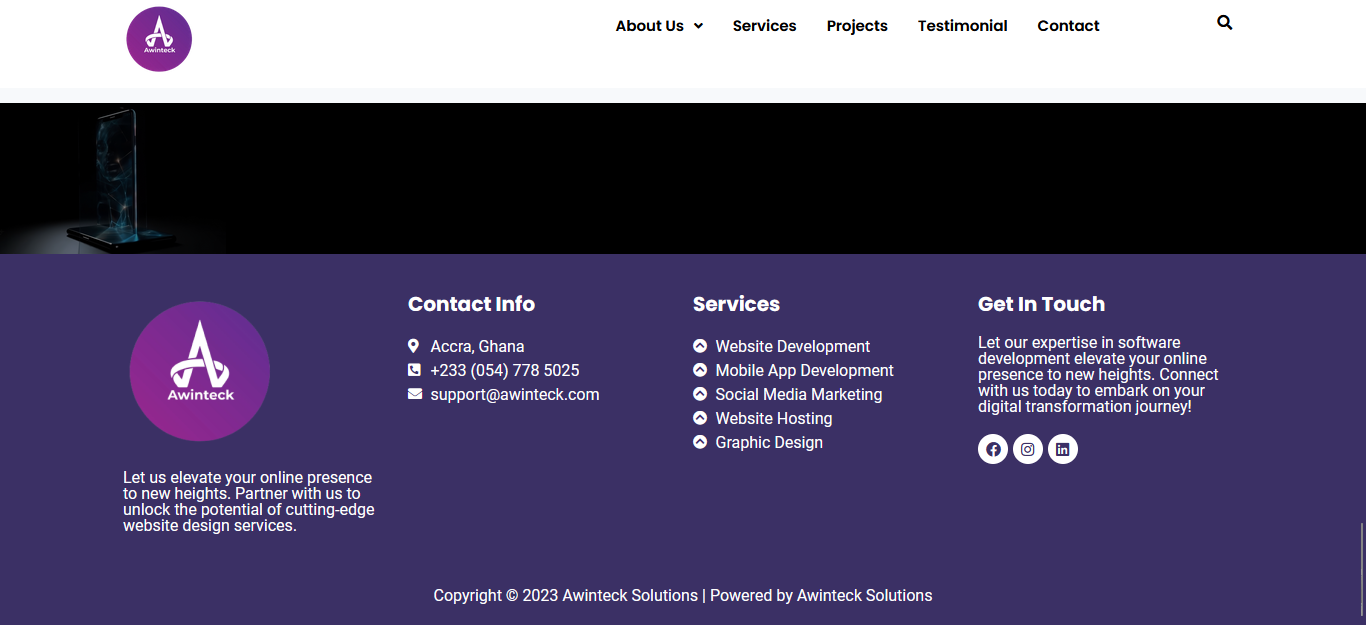 Awinteck
About Us
Services
Projects
Testimonial
Contact
Awinteck
Let us elevate your online presence
to new heights. Partner with us to
unlock the potential of cutting-edge
website design services.
Contact Info
Accra, Ghana
+233 (054) 778 5025
support@awinteck.com
Services
Website Development
Mobile App Development
Social Media Marketing
Website Hosting
Graphic Design
Get In Touch
Let our expertise in software
development elevate your online
presence to new heights. Connect
with us today to embark on your
digital transformation journey!
Copyright © 2023 Awinteck Solutions | Powered by Awinteck Solutions